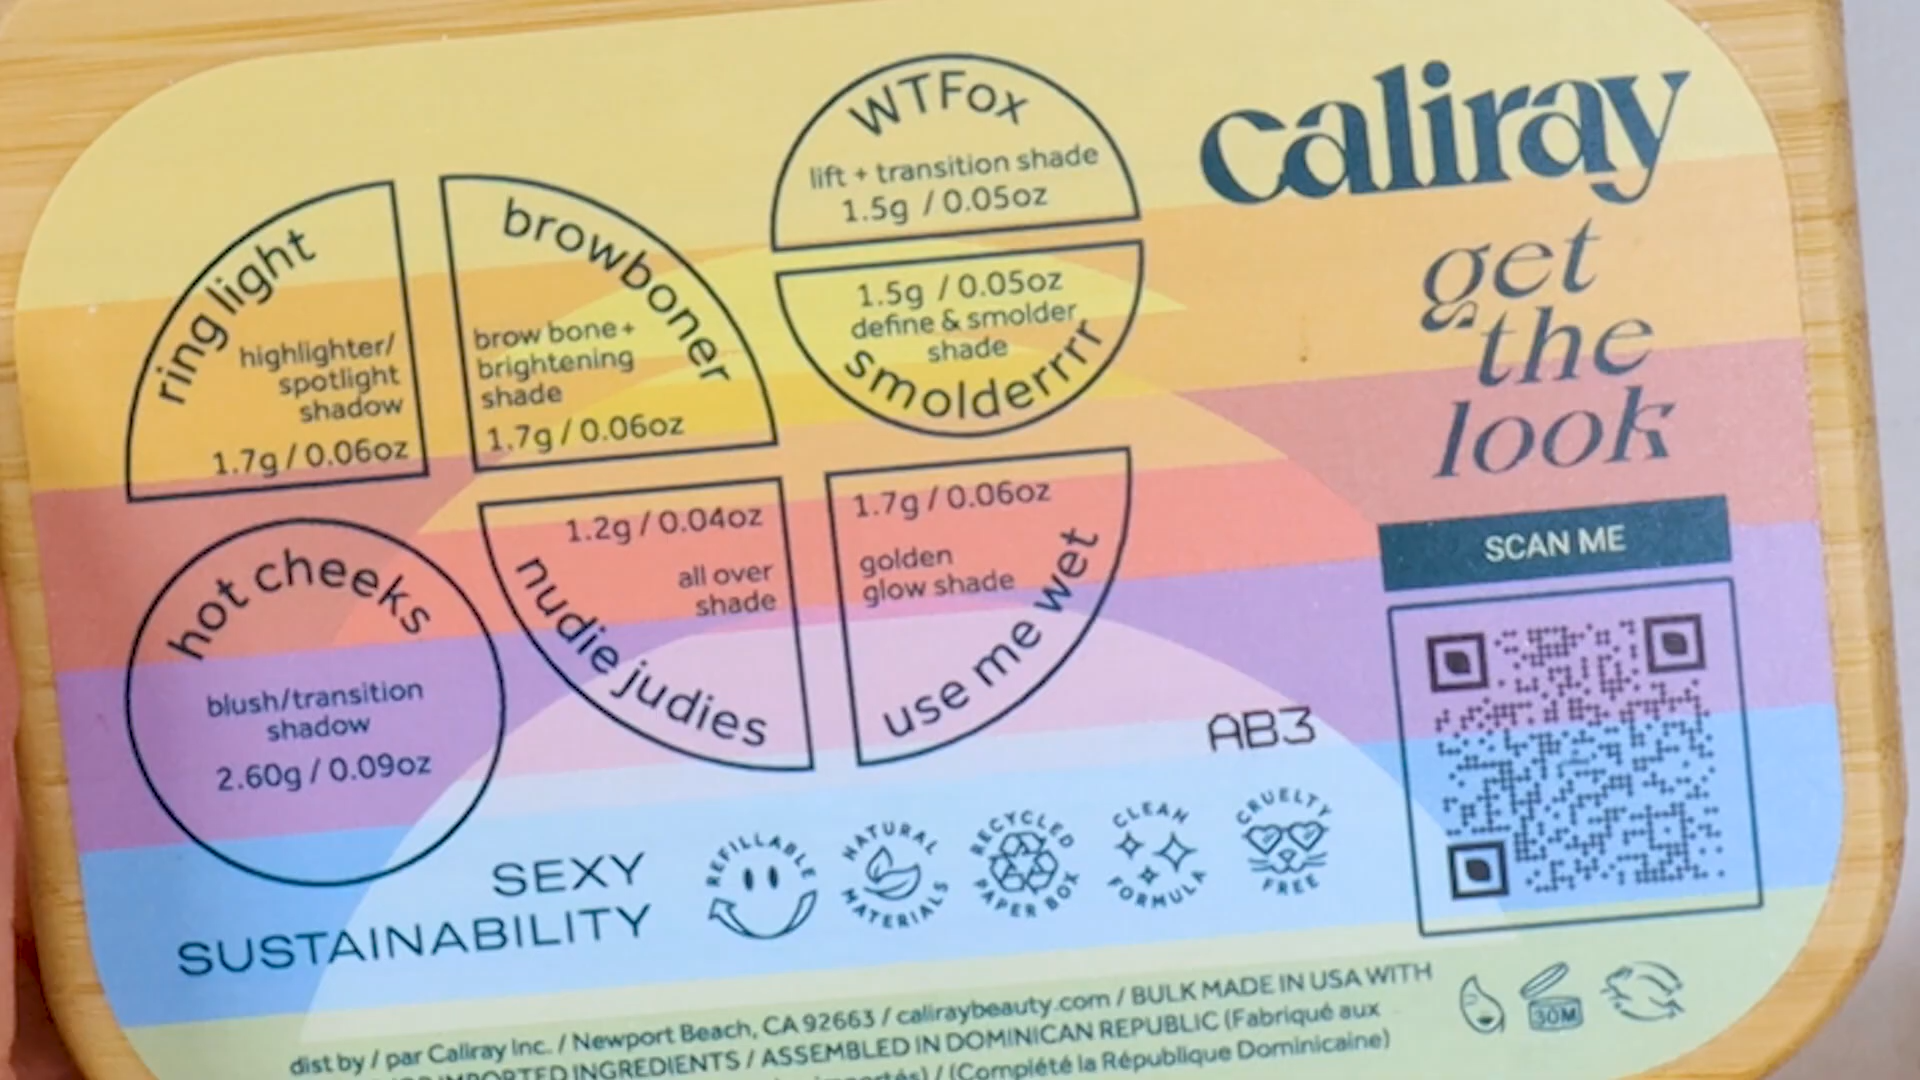 WTFox
lift + transition shade
1.5g / 0.05oz
caliray
get
the
look
ring light
highlighter/
spotlight
shadow
1.7g / 0.06oz
browboner
brow bone +
brightening
shade
1.7g / 0.06oz
1.5g / 0.05oz
define & smolder
shade
smolderrrr
hot cheeks
blush/transition
shadow
2.60g / 0.09oz
1.2g / 0.04oz
all over
shade
nudie judies
1.7g / 0.06oz
golden
glow shade
use me wet
SCAN ME
AB3
SEXY
SUSTAINABILITY
REFILLABLE
NATURAL
MATERIALS
RECYCLED
PAPER BOX
CLEAN
FORMULA
CRUELTY
FREE
30M
dist by / par Caliray Inc. / Newport Beach, CA 92663 / caliraybeauty.com / BULK MADE IN USA WITH
IMPORTED INGREDIENTS / ASSEMBLED IN DOMINICAN REPUBLIC (Fabriqué aux
(Compiété la République Dominicaine)